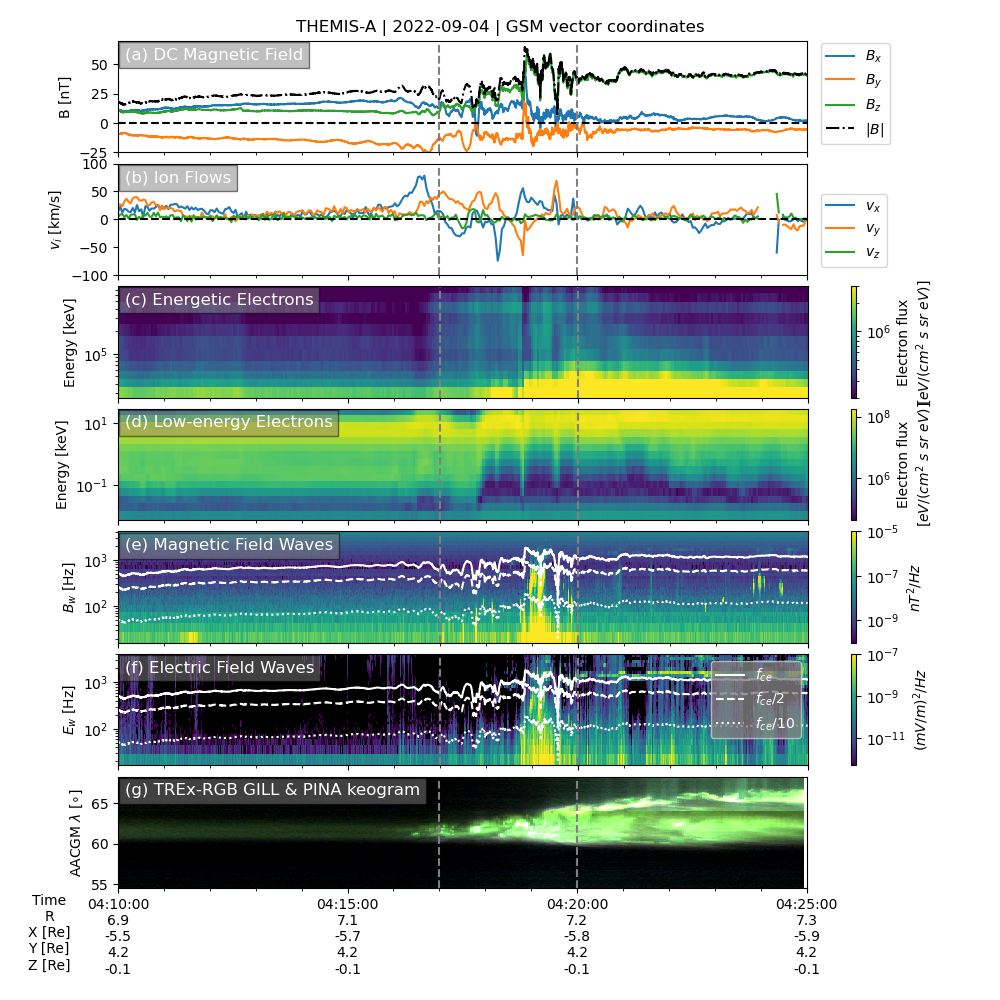 THEMIS-A | 2022-09-04 | GSM vector coordinates
(a) DC Magnetic Field
B [nT]
50
25
0
−25
Bx
By
Bz
|B|
(b) Ion Flows
vi [km/s]
100
50
0
−50
−100
vx
vy
vz
(c) Energetic Electrons
Energy [keV]
10^5
10^6
Electron flux
[eV/(cm^2 s sr eV)]
(d) Low-energy Electrons
Energy [keV]
10^1
10^−1
10^8
10^6
Electron flux
[eV/(cm^2 s sr eV)]
(e) Magnetic Field Waves
Bw [Hz]
10^3
10^2
10^−5
10^−7
10^−9
nT^2/Hz
(f) Electric Field Waves
Ew [Hz]
10^3
10^2
fce
fce/2
fce/10
10^−7
10^−9
10^−11
(mV/m)^2/Hz
(g) TREx-RGB GILL & PINA keogram
AACGM λ [∘]
65
60
55
Time 04:10:00 04:15:00 04:20:00 04:25:00
R 6.9 7.1 7.2 7.3
X [Re] -5.5 -5.7 -5.8 -5.9
Y [Re] 4.2 4.2 4.2 4.2
Z [Re] -0.1 -0.1 -0.1 -0.1